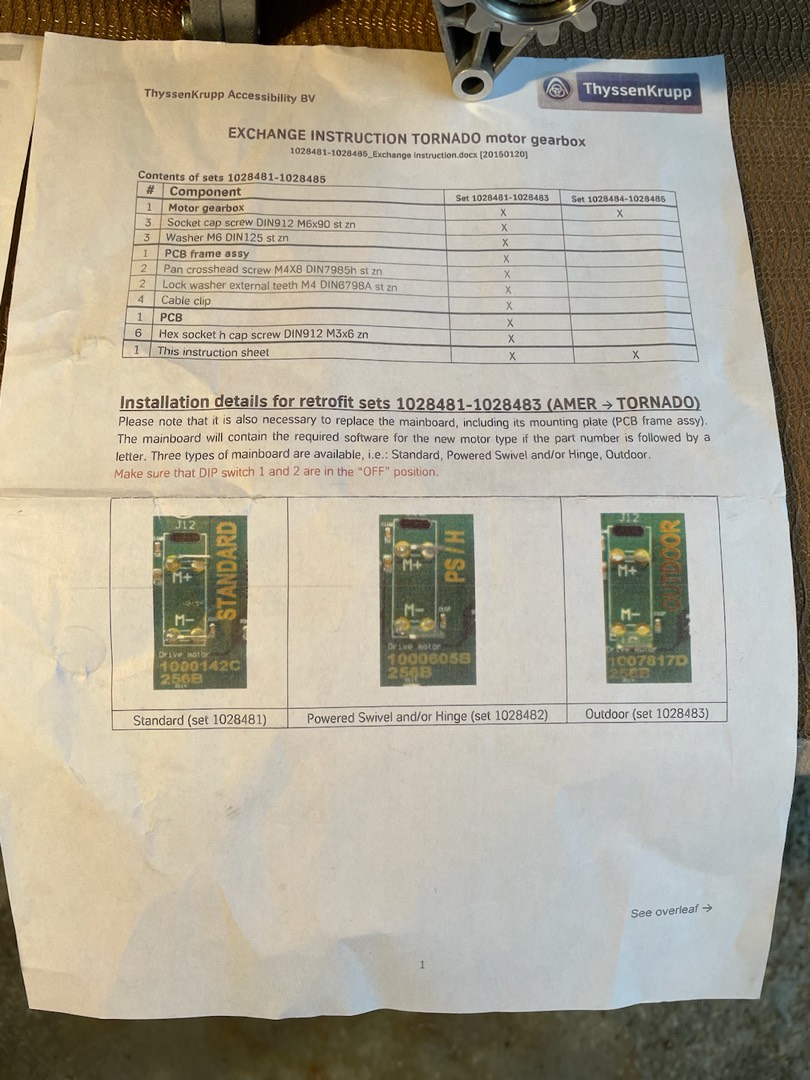 ThyssenKrupp Accessibility BV
ThyssenKrupp
EXCHANGE INSTRUCTION TORNADO motor gearbox
1028481-1028485_Exchange Instruction.docx [20150120]
Contents of sets 1028481-1028485
# Component Set 1028481-1028483 Set 1028484-1028485
1 Motor gearbox X X
3 Socket cap screw DIN912 M6x90 st zn X
3 Washer M6 DIN125 st zn X
1 PCB frame assy X
2 Pan crosshead screw M4X8 DIN7985h st zn X
2 Lock washer external teeth M4 DIN6798A st zn X
4 Cable clip X
1 PCB X
6 Hex socket h cap screw DIN912 M3x6 zn X
1 This instruction sheet X X
Installation details for retrofit sets 1028481-1028483 (AMER → TORNADO)
Please note that it is also necessary to replace the mainboard, including its mounting plate (PCB frame assy).
The mainboard will contain the required software for the new motor type if the part number is followed by a
letter. Three types of mainboard are available, i.e.: Standard, Powered Swivel and/or Hinge, Outdoor.
Make sure that DIP switch 1 and 2 are in the "OFF" position.
J12
M+
M-
STANDARD
Drive motor
1000142C
256B
M+
M-
PS/H
Drive motor
1000605B
256B
J12
M+
M-
OUTDOOR
Drive motor
1007817D
256B
Standard (set 1028481)
Powered Swivel and/or Hinge (set 1028482)
Outdoor (set 1028483)
See overleaf →
1